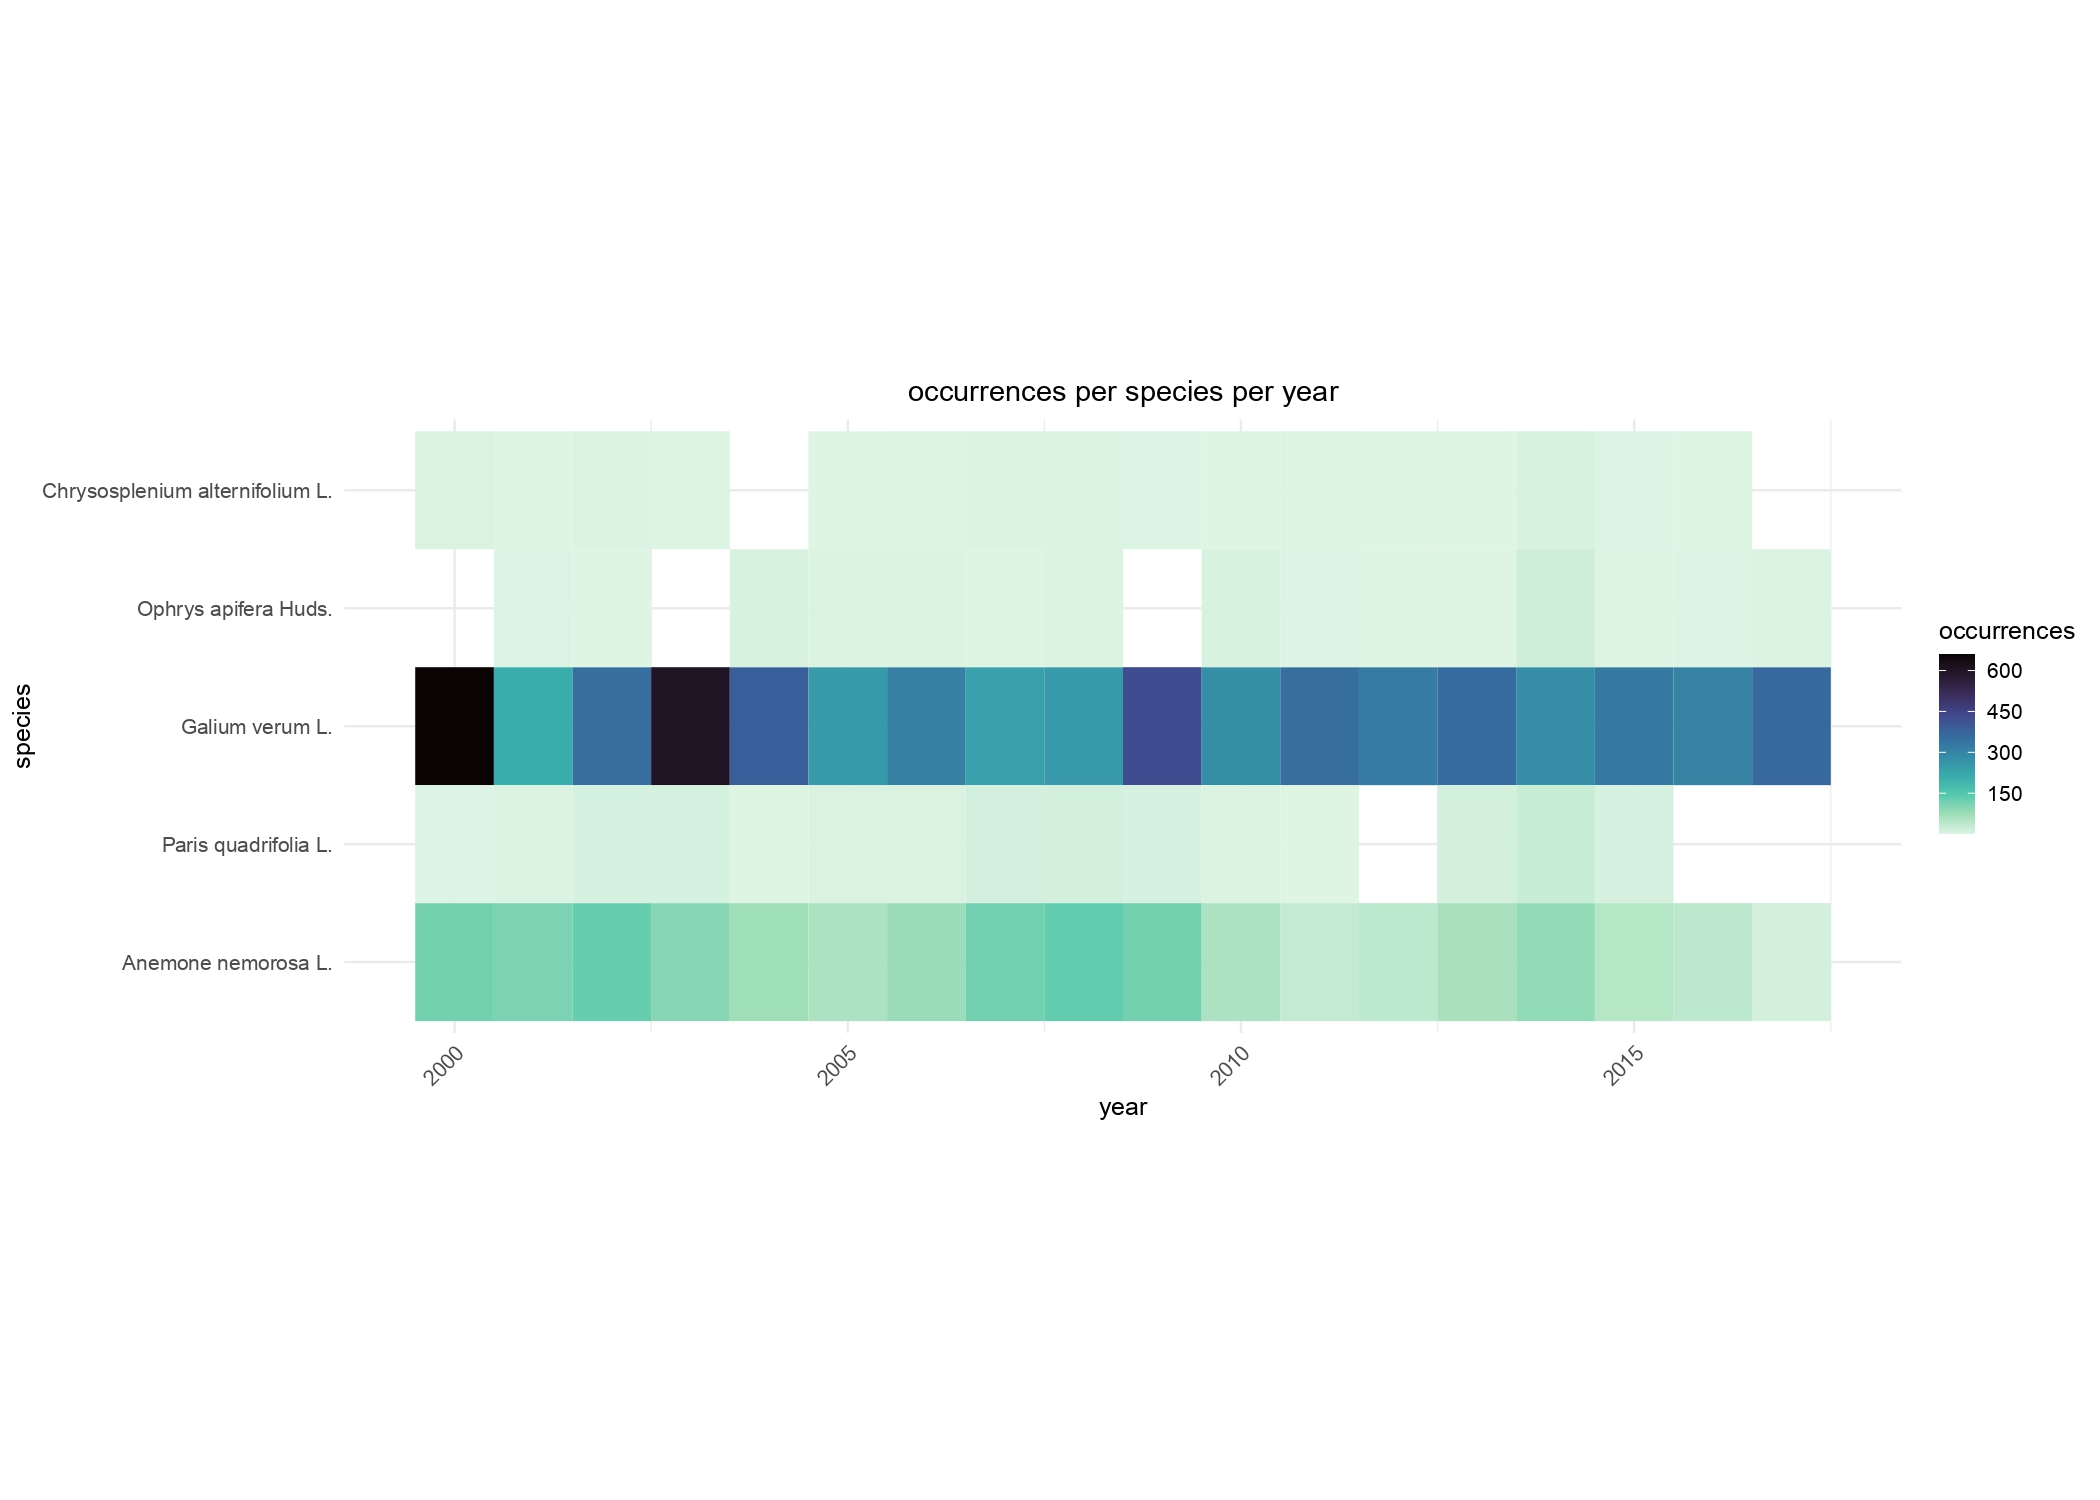 occurrences per species per year
Chrysosplenium alternifolium L.
Ophrys apifera Huds.
Galium verum L.
Paris quadrifolia L.
Anemone nemorosa L.
species
2000
2005
2010
2015
year
occurrences
600
450
300
150